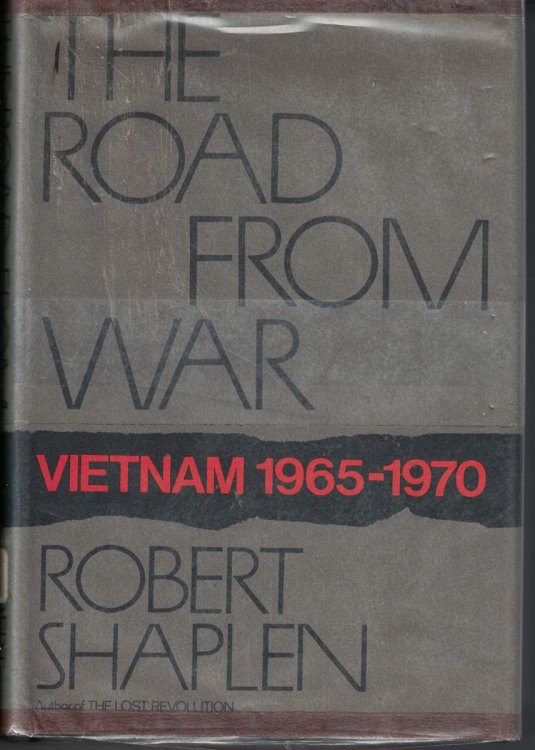 THE
ROAD
FROM
WAR
VIETNAM 1965-1970
ROBERT
SHAPLEN
Author of THE LOST REVOLUTION